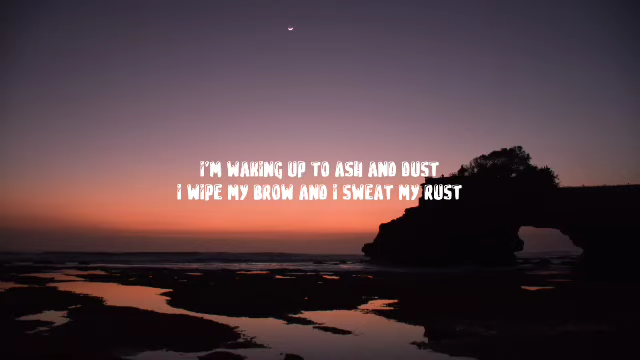 I'M WAKING UP TO ASH AND DUST
I WIPE MY BROW AND I SWEAT MY RUST